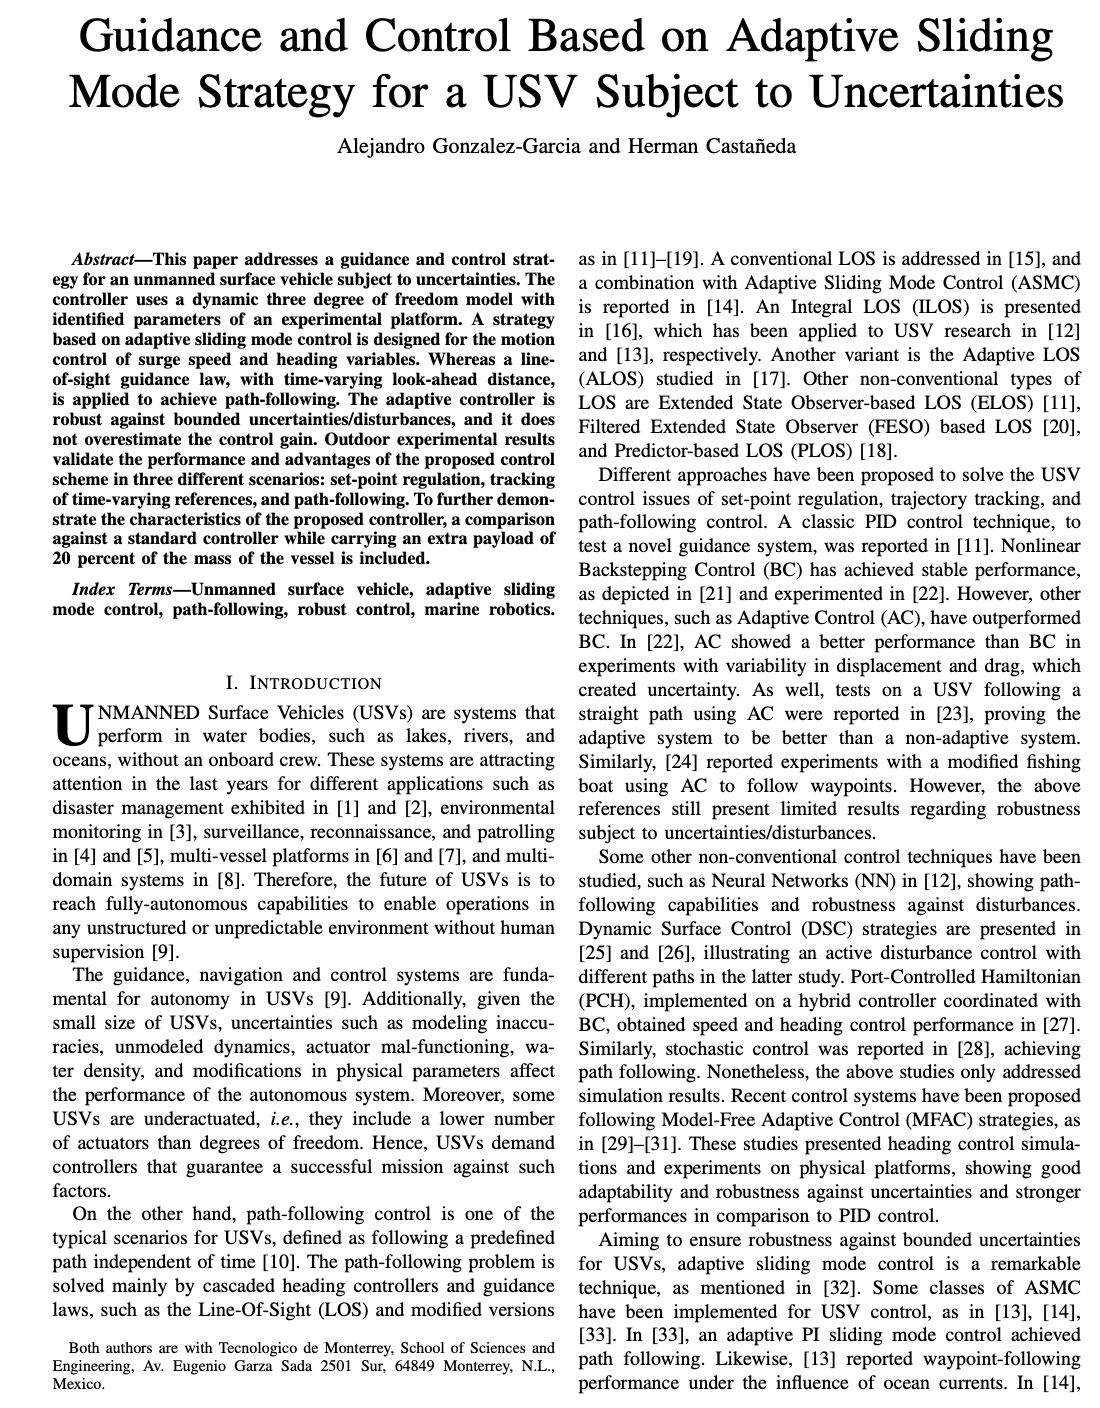 Guidance and Control Based on Adaptive Sliding
Mode Strategy for a USV Subject to Uncertainties
Alejandro Gonzalez-Garcia and Herman Castañeda
Abstract—This paper addresses a guidance and control strat-
egy for an unmanned surface vehicle subject to uncertainties. The
controller uses a dynamic three degree of freedom model with
identified parameters of an experimental platform. A strategy
based on adaptive sliding mode control is designed for the motion
control of surge speed and heading variables. Whereas a line-
of-sight guidance law, with time-varying look-ahead distance,
is applied to achieve path-following. The adaptive controller is
robust against bounded uncertainties/disturbances, and it does
not overestimate the control gain. Outdoor experimental results
validate the performance and advantages of the proposed control
scheme in three different scenarios: set-point regulation, tracking
of time-varying references, and path-following. To further demon-
strate the characteristics of the proposed controller, a comparison
against a standard controller while carrying an extra payload of
20 percent of the mass of the vessel is included.
Index Terms—Unmanned surface vehicle, adaptive sliding
mode control, path-following, robust control, marine robotics.
I. INTRODUCTION
UNMANNED Surface Vehicles (USVs) are systems that
perform in water bodies, such as lakes, rivers, and
oceans, without an onboard crew. These systems are attracting
attention in the last years for different applications such as
disaster management exhibited in [1] and [2], environmental
monitoring in [3], surveillance, reconnaissance, and patrolling
in [4] and [5], multi-vessel platforms in [6] and [7], and multi-
domain systems in [8]. Therefore, the future of USVs is to
reach fully-autonomous capabilities to enable operations in
any unstructured or unpredictable environment without human
supervision [9].
The guidance, navigation and control systems are funda-
mental for autonomy in USVs [9]. Additionally, given the
small size of USVs, uncertainties such as modeling inaccu-
racies, unmodeled dynamics, actuator mal-functioning, wa-
ter density, and modifications in physical parameters affect
the performance of the autonomous system. Moreover, some
USVs are underactuated, i.e., they include a lower number
of actuators than degrees of freedom. Hence, USVs demand
controllers that guarantee a successful mission against such
factors.
On the other hand, path-following control is one of the
typical scenarios for USVs, defined as following a predefined
path independent of time [10]. The path-following problem is
solved mainly by cascaded heading controllers and guidance
laws, such as the Line-Of-Sight (LOS) and modified versions
Both authors are with Tecnologico de Monterrey, School of Sciences and
Engineering, Av. Eugenio Garza Sada 2501 Sur, 64849 Monterrey, N.L.,
Mexico.
as in [11]–[19]. A conventional LOS is addressed in [15], and
a combination with Adaptive Sliding Mode Control (ASMC)
is reported in [14]. An Integral LOS (ILOS) is presented
in [16], which has been applied to USV research in [12]
and [13], respectively. Another variant is the Adaptive LOS
(ALOS) studied in [17]. Other non-conventional types of
LOS are Extended State Observer-based LOS (ELOS) [11],
Filtered Extended State Observer (FESO) based LOS [20],
and Predictor-based LOS (PLOS) [18].
Different approaches have been proposed to solve the USV
control issues of set-point regulation, trajectory tracking, and
path-following control. A classic PID control technique, to
test a novel guidance system, was reported in [11]. Nonlinear
Backstepping Control (BC) has achieved stable performance,
as depicted in [21] and experimented in [22]. However, other
techniques, such as Adaptive Control (AC), have outperformed
BC. In [22], AC showed a better performance than BC in
experiments with variability in displacement and drag, which
created uncertainty. As well, tests on a USV following a
straight path using AC were reported in [23], proving the
adaptive system to be better than a non-adaptive system.
Similarly, [24] reported experiments with a modified fishing
boat using AC to follow waypoints. However, the above
references still present limited results regarding robustness
subject to uncertainties/disturbances.
Some other non-conventional control techniques have been
studied, such as Neural Networks (NN) in [12], showing path-
following capabilities and robustness against disturbances.
Dynamic Surface Control (DSC) strategies are presented in
[25] and [26], illustrating an active disturbance control with
different paths in the latter study. Port-Controlled Hamiltonian
(PCH), implemented on a hybrid controller coordinated with
BC, obtained speed and heading control performance in [27].
Similarly, stochastic control was reported in [28], achieving
path following. Nonetheless, the above studies only addressed
simulation results. Recent control systems have been proposed
following Model-Free Adaptive Control (MFAC) strategies, as
in [29]–[31]. These studies presented heading control simula-
tions and experiments on physical platforms, showing good
adaptability and robustness against uncertainties and stronger
performances in comparison to PID control.
Aiming to ensure robustness against bounded uncertainties
for USVs, adaptive sliding mode control is a remarkable
technique, as mentioned in [32]. Some classes of ASMC
have been implemented for USV control, as in [13], [14],
[33]. In [33], an adaptive PI sliding mode control achieved
path following. Likewise, [13] reported waypoint-following
performance under the influence of ocean currents. In [14],